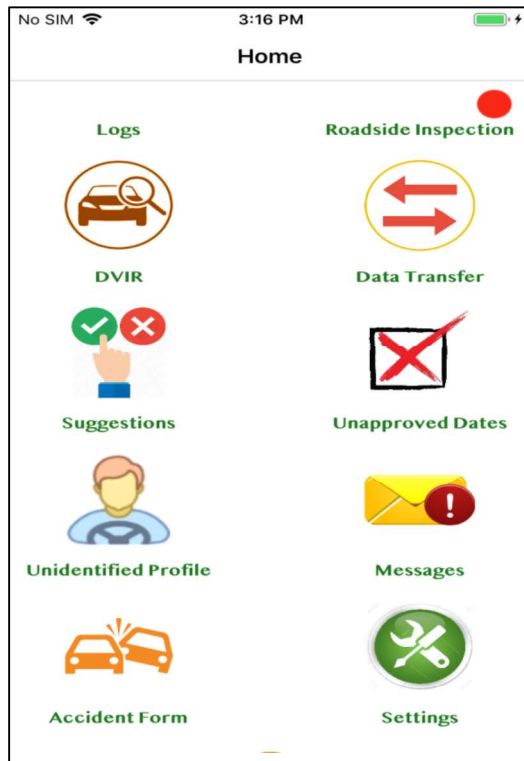 No SIM 3:16 PM
Home
Logs Roadside Inspection
DVIR Data Transfer
Suggestions Unapproved Dates
Unidentified Profile Messages
Accident Form Settings